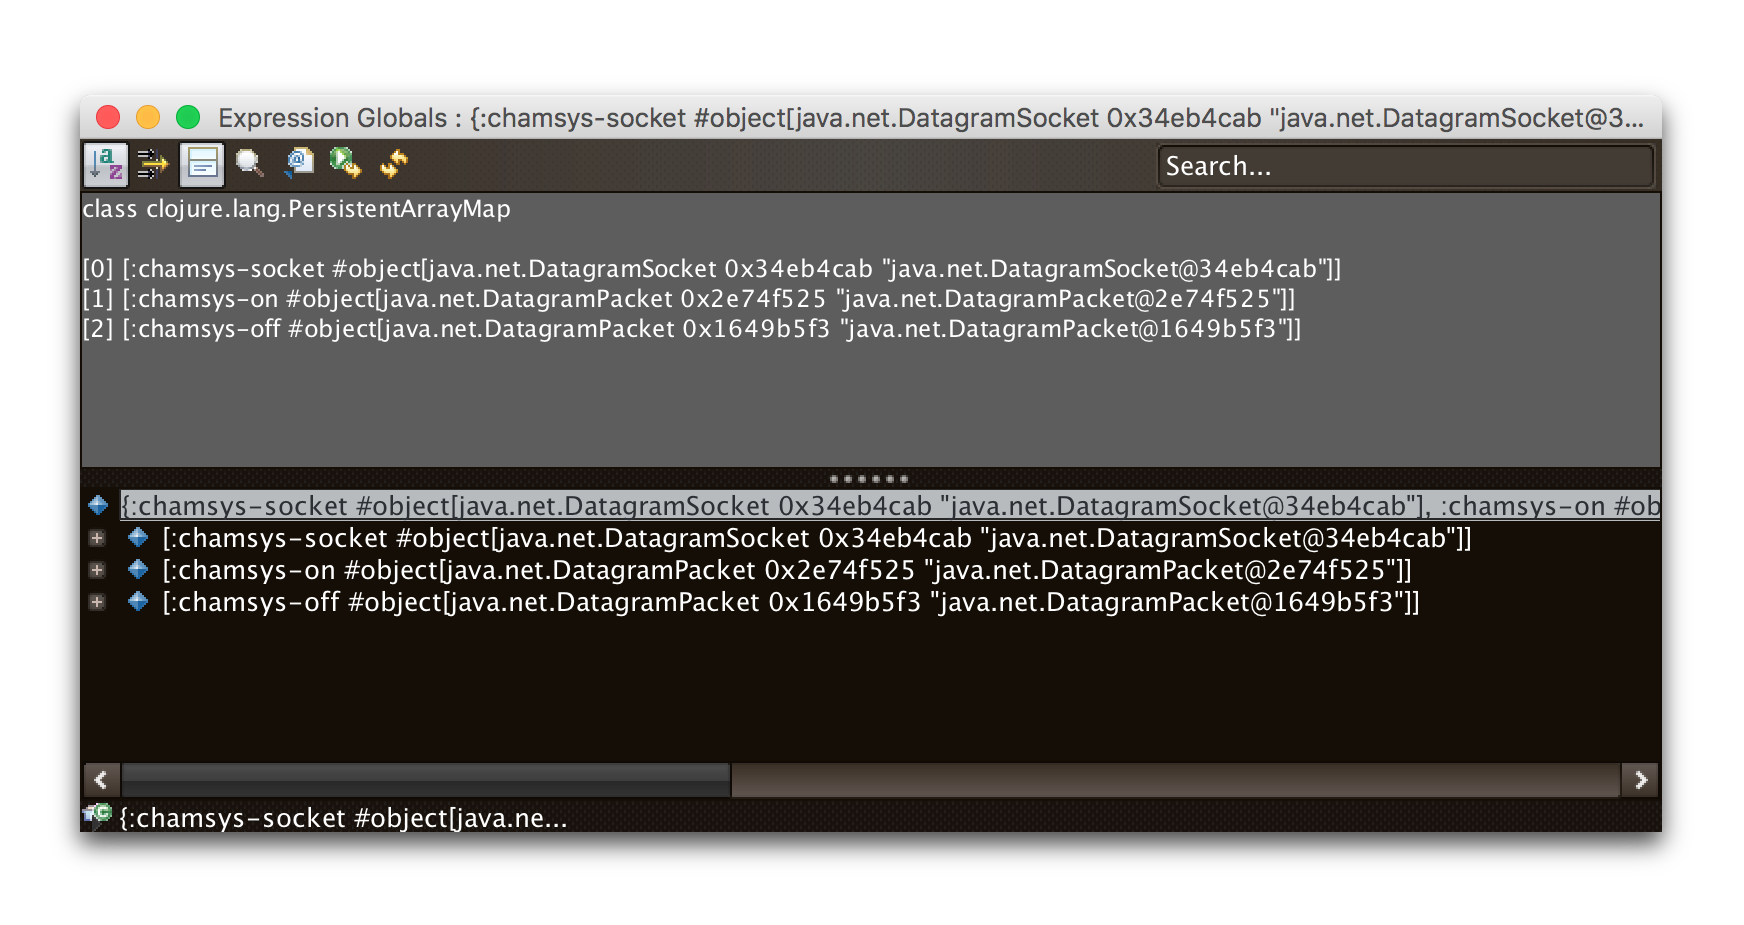 Expression Globals : {:chamsys-socket #object[java.net.DatagramSocket 0x34eb4cab "java.net.DatagramSocket@3...
Search...
class clojure.lang.PersistentArrayMap
[0] [:chamsys-socket #object[java.net.DatagramSocket 0x34eb4cab "java.net.DatagramSocket@34eb4cab"]]
[1] [:chamsys-on #object[java.net.DatagramPacket 0x2e74f525 "java.net.DatagramPacket@2e74f525"]]
[2] [:chamsys-off #object[java.net.DatagramPacket 0x1649b5f3 "java.net.DatagramPacket@1649b5f3"]]
{:chamsys-socket #object[java.net.DatagramSocket 0x34eb4cab "java.net.DatagramSocket@34eb4cab"], :chamsys-on #ob
[:chamsys-socket #object[java.net.DatagramSocket 0x34eb4cab "java.net.DatagramSocket@34eb4cab"]]
[:chamsys-on #object[java.net.DatagramPacket 0x2e74f525 "java.net.DatagramPacket@2e74f525"]]
[:chamsys-off #object[java.net.DatagramPacket 0x1649b5f3 "java.net.DatagramPacket@1649b5f3"]]
{:chamsys-socket #object[java.ne...